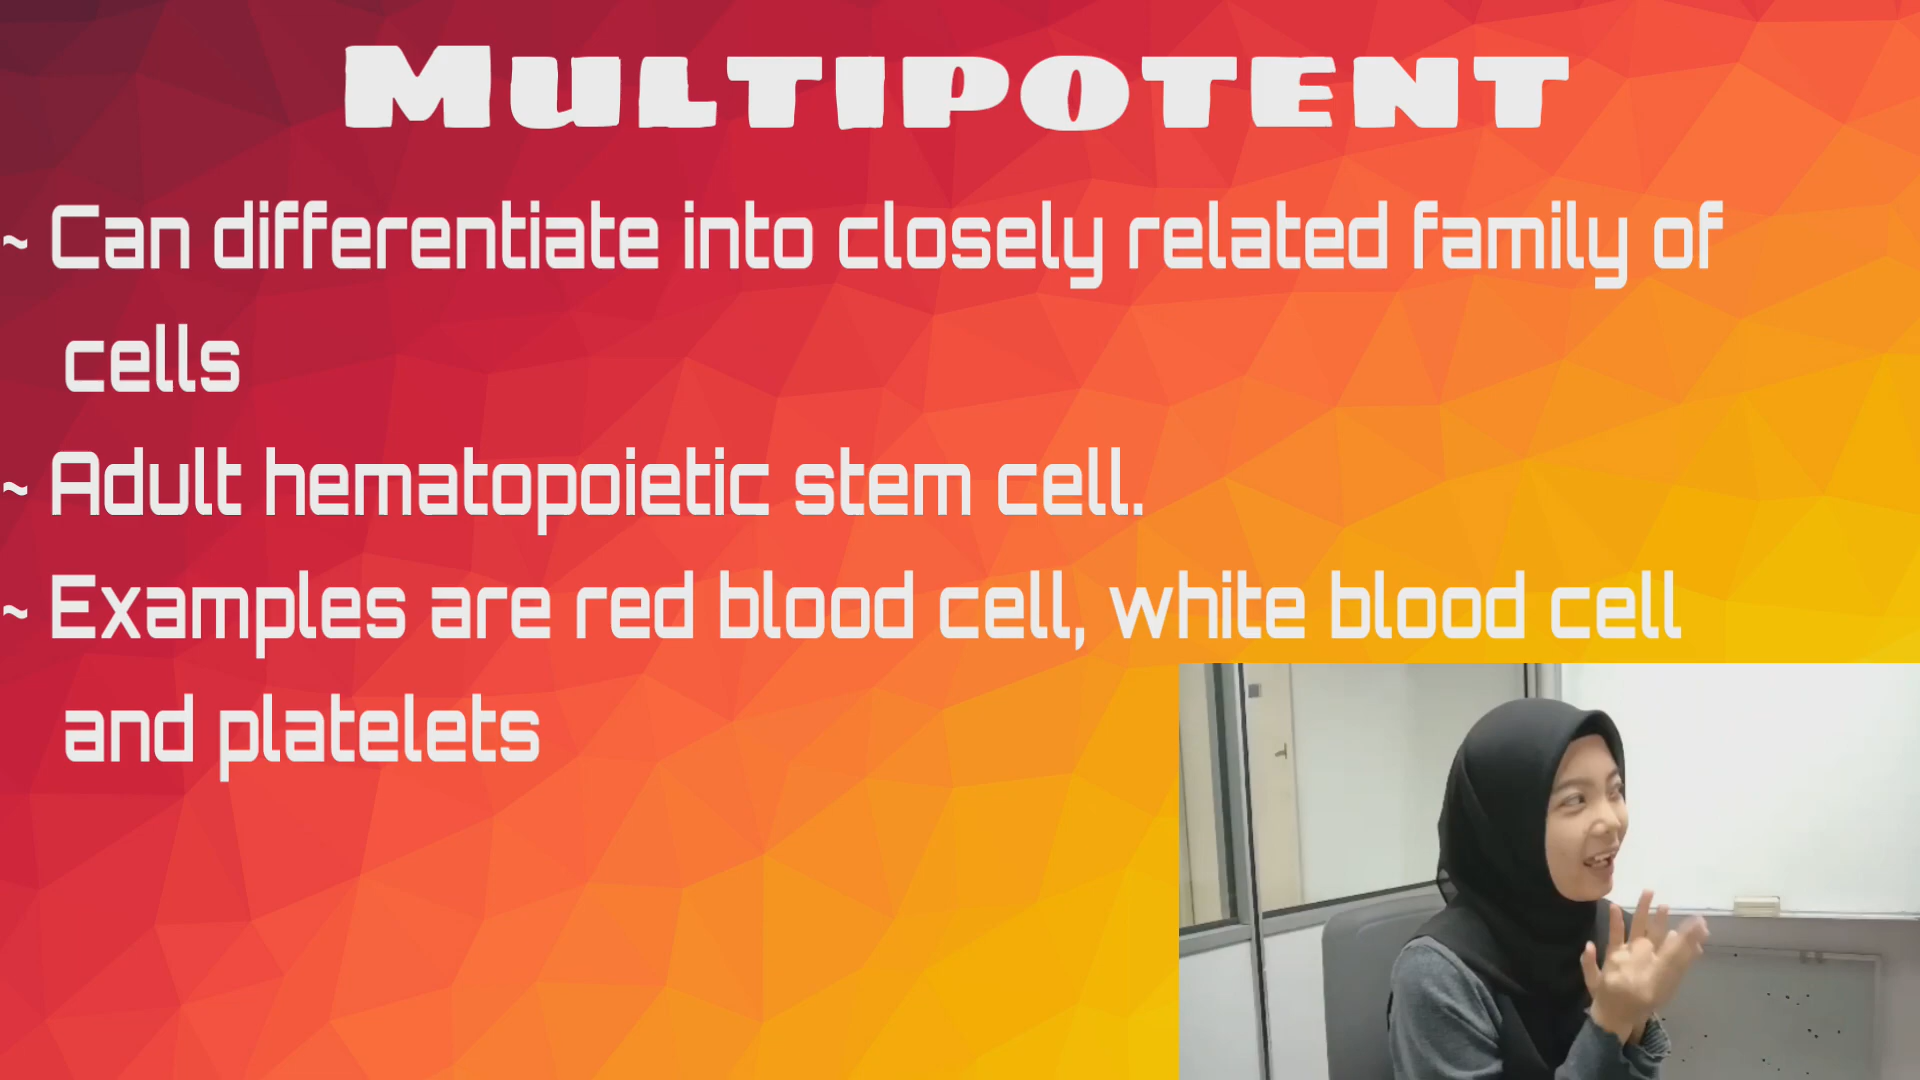 MULTIPOTENT
~ Can differentiate into closely related family of
cells
~ Adult hematopoietic stem cell.
~ Examples are red blood cell, white blood cell
and platelets